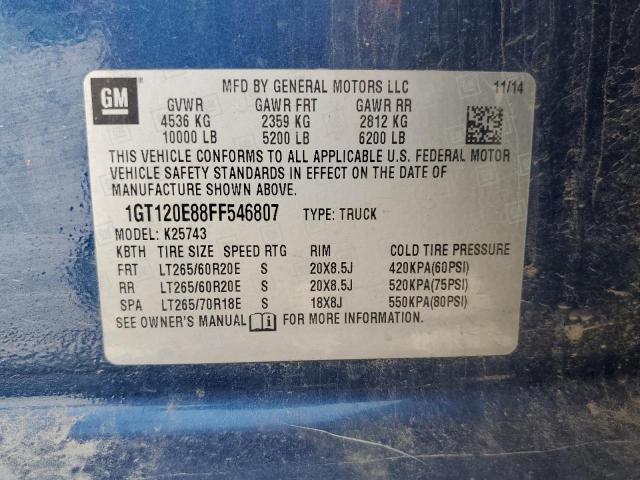 GM
MFD BY GENERAL MOTORS LLC 11/14
GVWR GAWR FRT GAWR RR
4536 KG 2359 KG 2812 KG
10000 LB 5200 LB 6200 LB
THIS VEHICLE CONFORMS TO ALL APPLICABLE U.S. FEDERAL MOTOR
VEHICLE SAFETY STANDARDS IN EFFECT ON THE DATE OF
MANUFACTURE SHOWN ABOVE.
1GT120E88FF546807 TYPE: TRUCK
MODEL: K25743
KBTH TIRE SIZE SPEED RTG RIM COLD TIRE PRESSURE
FRT LT265/60R20E S 20X8.5J 420KPA(60PSI)
RR LT265/60R20E S 20X8.5J 520KPA(75PSI)
SPA LT265/70R18E S 18X8J 550KPA(80PSI)
SEE OWNER'S MANUAL FOR MORE INFORMATION.